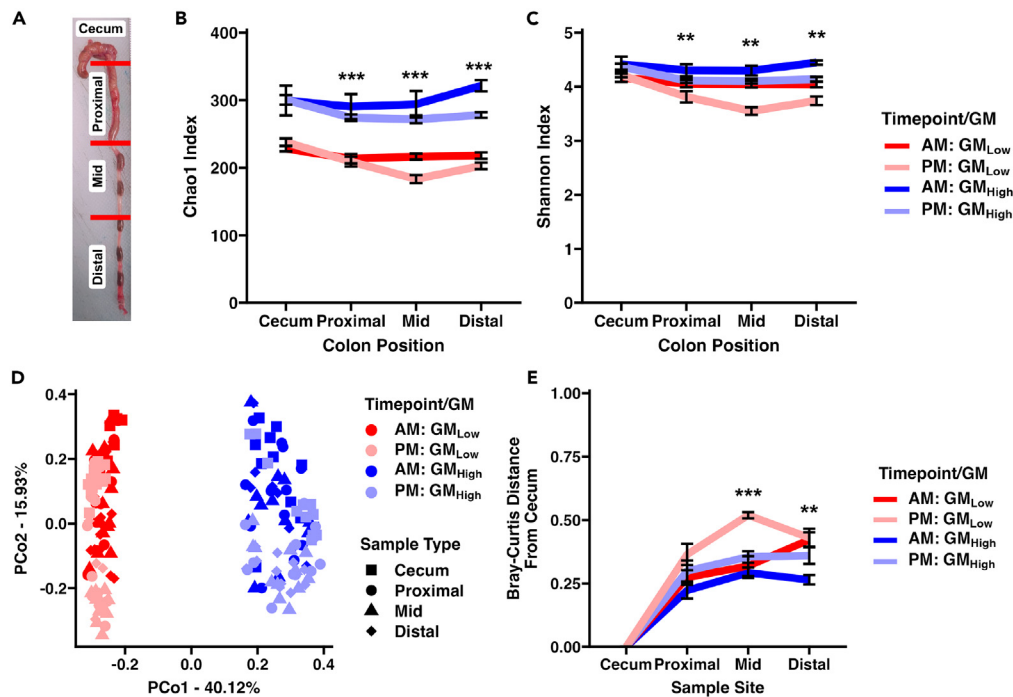 A
Cecum
Proximal
Mid
Distal
B
***
***
***
400
300
200
100
0
Chao1 Index
Cecum Proximal Mid Distal
Colon Position
C
**
**
**
5
4
3
2
1
0
Shannon Index
Cecum Proximal Mid Distal
Colon Position
Timepoint/GM
AM: GMLow
PM: GMLow
AM: GMHigh
PM: GMHigh
D
0.4
0.2
0.0
-0.2
PCo2 - 15.93%
-0.2 0.0 0.2 0.4
PCo1 - 40.12%
Timepoint/GM
AM: GMLow
PM: GMLow
AM: GMHigh
PM: GMHigh
Sample Type
Cecum
Proximal
Mid
Distal
E
***
**
1.00
0.75
0.50
0.25
0.00
Bray-Curtis Distance
From Cecum
Cecum Proximal Mid Distal
Sample Site
Timepoint/GM
AM: GMLow
PM: GMLow
AM: GMHigh
PM: GMHigh